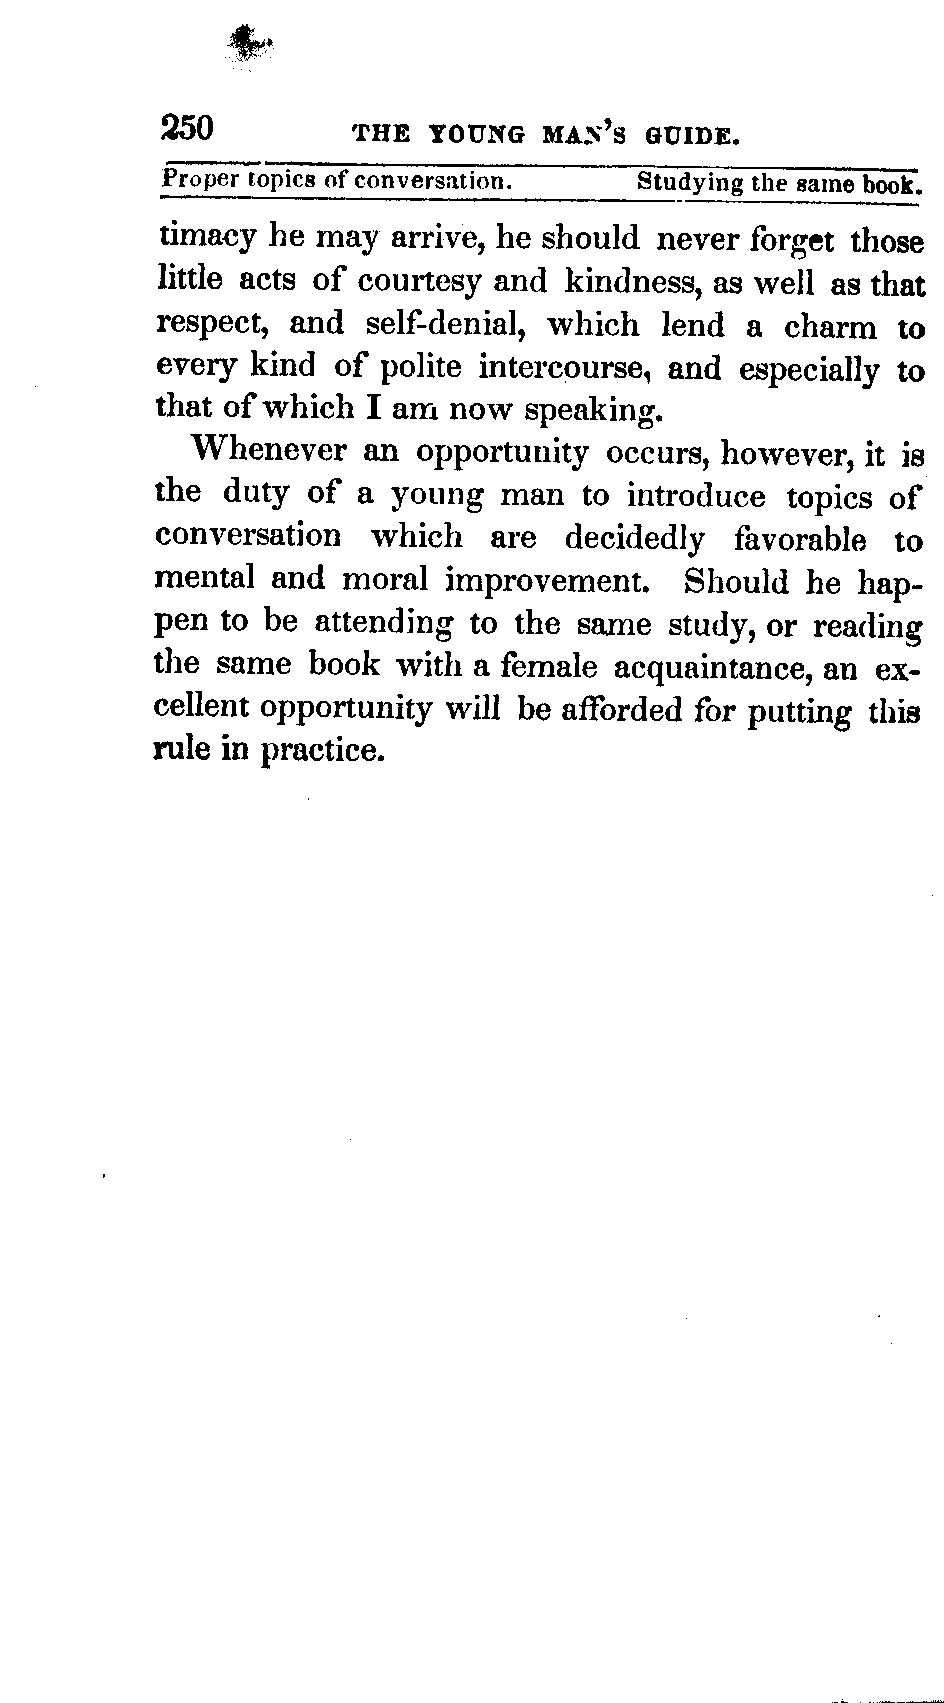 250 THE YOUNG MAN'S GUIDE.
Proper topics of conversation. Studying the same book.
timacy he may arrive, he should never forget those
little acts of courtesy and kindness, as well as that
respect, and self-denial, which lend a charm to
every kind of polite intercourse, and especially to
that of which I am now speaking.
Whenever an opportunity occurs, however, it is
the duty of a young man to introduce topics of
conversation which are decidedly favorable to
mental and moral improvement. Should he hap-
pen to be attending to the same study, or reading
the same book with a female acquaintance, an ex-
cellent opportunity will be afforded for putting this
rule in practice.